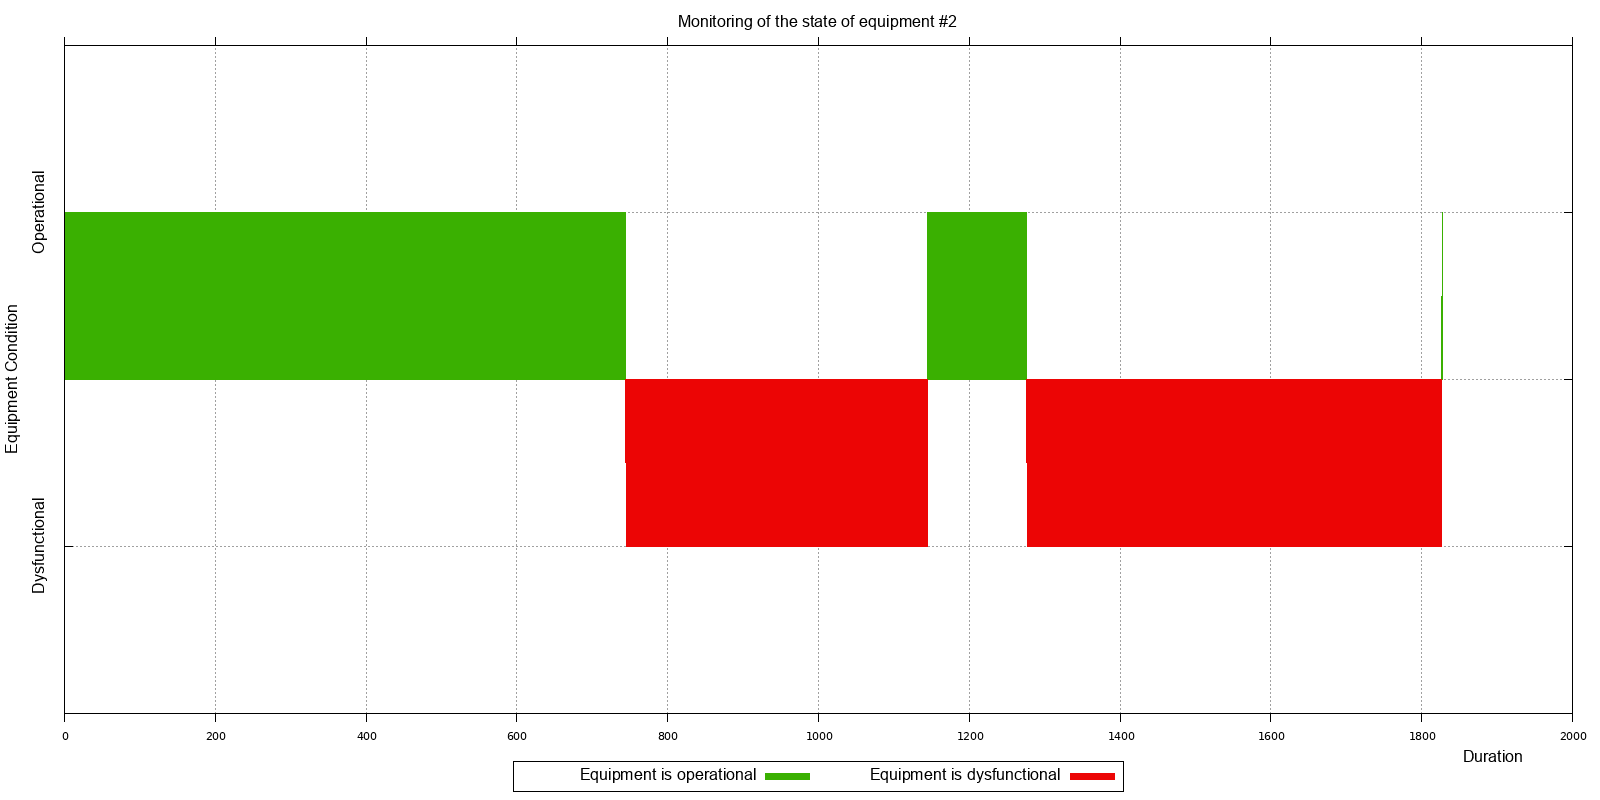 Monitoring of the state of equipment #2
Operational
Equipment Condition
Dysfunctional
0 200 400 600 800 1000 1200 1400 1600 1800 2000
Duration
Equipment is operational Equipment is dysfunctional